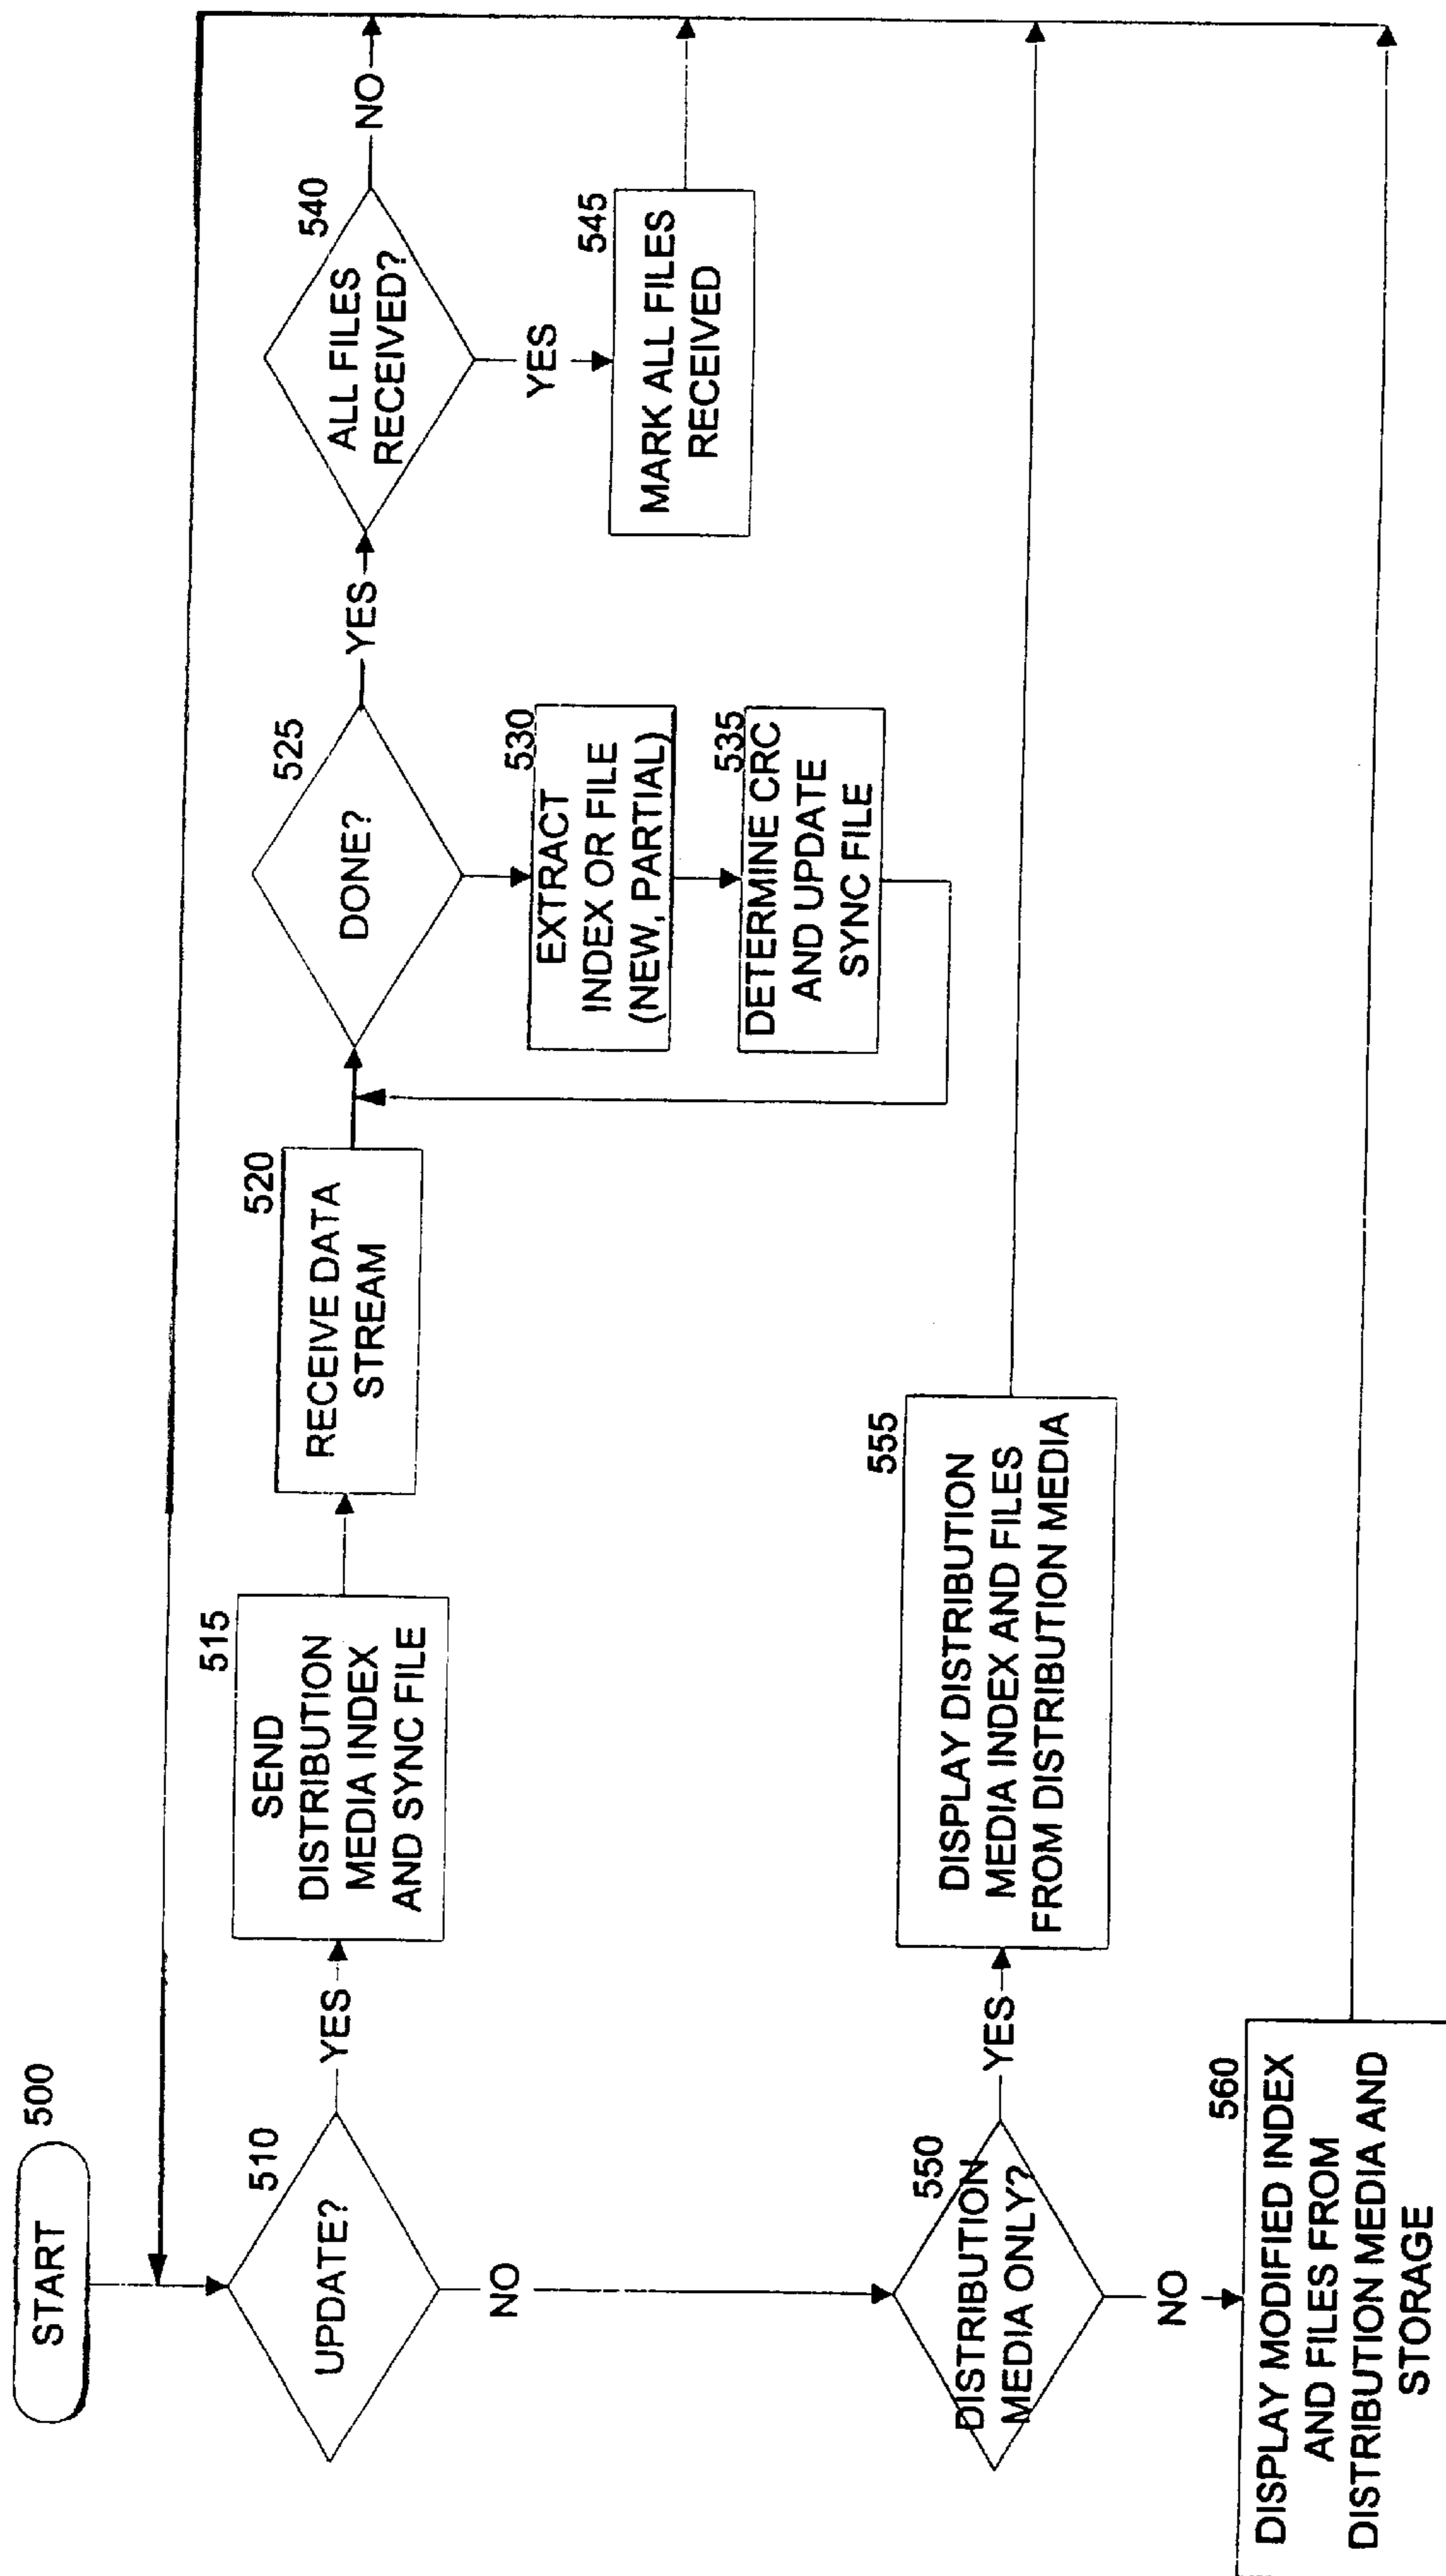 START
500
UPDATE?
510
YES
NO
SEND
DISTRIBUTION
MEDIA INDEX
AND SYNC FILE
515
RECEIVE DATA
STREAM
520
DONE?
525
YES
EXTRACT
INDEX OR FILE
(NEW, PARTIAL)
530
DETERMINE CRC
AND UPDATE
SYNC FILE
535
ALL FILES
RECEIVED?
540
NO
YES
MARK ALL FILES
RECEIVED
545
DISTRIBUTION
MEDIA ONLY?
550
YES
NO
DISPLAY DISTRIBUTION
MEDIA INDEX AND FILES
FROM DISTRIBUTION MEDIA
555
DISPLAY MODIFIED INDEX
AND FILES FROM
DISTRIBUTION MEDIA AND
STORAGE
560